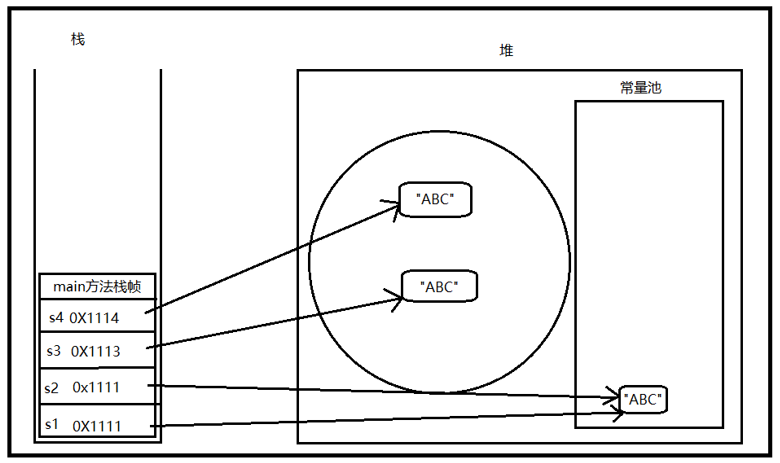 栈
堆
常量池
"ABC"
"ABC"
main方法栈帧
s4 0X1114
s3 0X1113
s2 0x1111
s1 0X1111
"ABC"